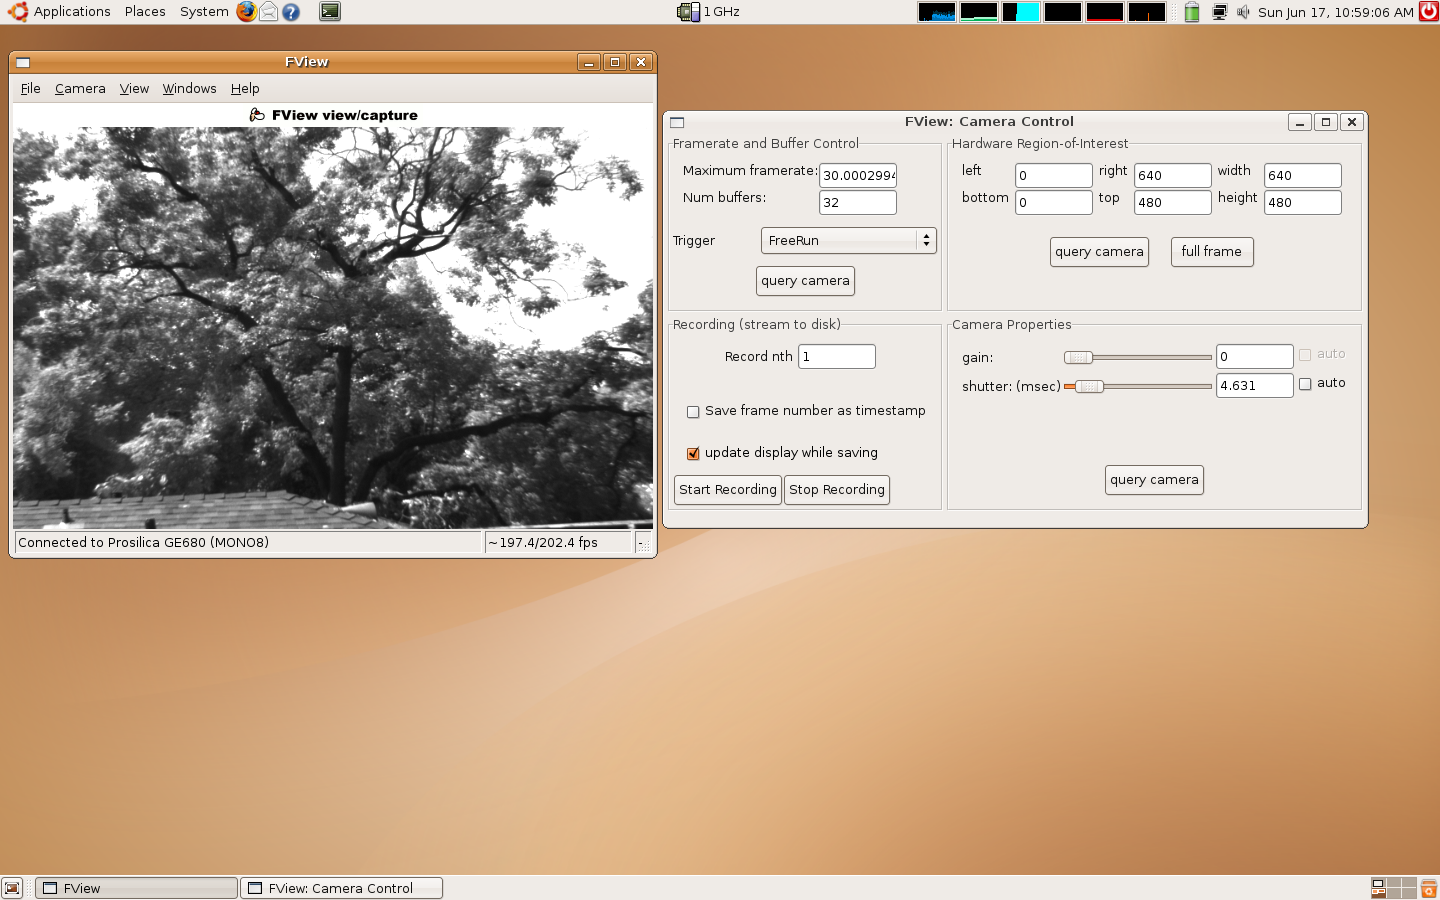 Applications Places System 1 GHz Sun Jun 17, 10:59:06 AM
FView
File Camera View Windows Help
FView view/capture
Connected to Prosilica GE680 (MONO8) ~197.4/202.4 fps -
FView: Camera Control
Framerate and Buffer Control
Maximum framerate: 30.0002994
Num buffers: 32
Trigger FreeRun
query camera
Hardware Region-of-Interest
left 0 right 640 width 640
bottom 0 top 480 height 480
query camera full frame
Recording (stream to disk)
Record nth 1
Save frame number as timestamp
update display while saving
Start Recording Stop Recording
Camera Properties
gain: 0 auto
shutter: (msec) 4.631 auto
query camera
FView FView: Camera Control